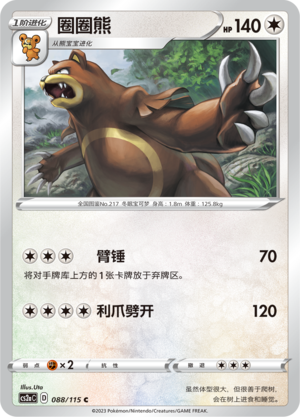 1阶进化
圈圈熊
HP 140
从熊宝宝进化
全国图鉴No.217 冬眠宝可梦 身高：1.8m 体重：125.8kg
臂锤 70
将对手牌库上方的1张卡牌放于弃牌区。
利爪劈开 120
弱点 ×2 抵抗力 撤退
Illus.Uta
虽然体型很大，但很善于爬树，
会在树上进食和睡觉。
CS3a C D 088/115 C
©2023 Pokémon/Nintendo/Creatures/GAME FREAK.